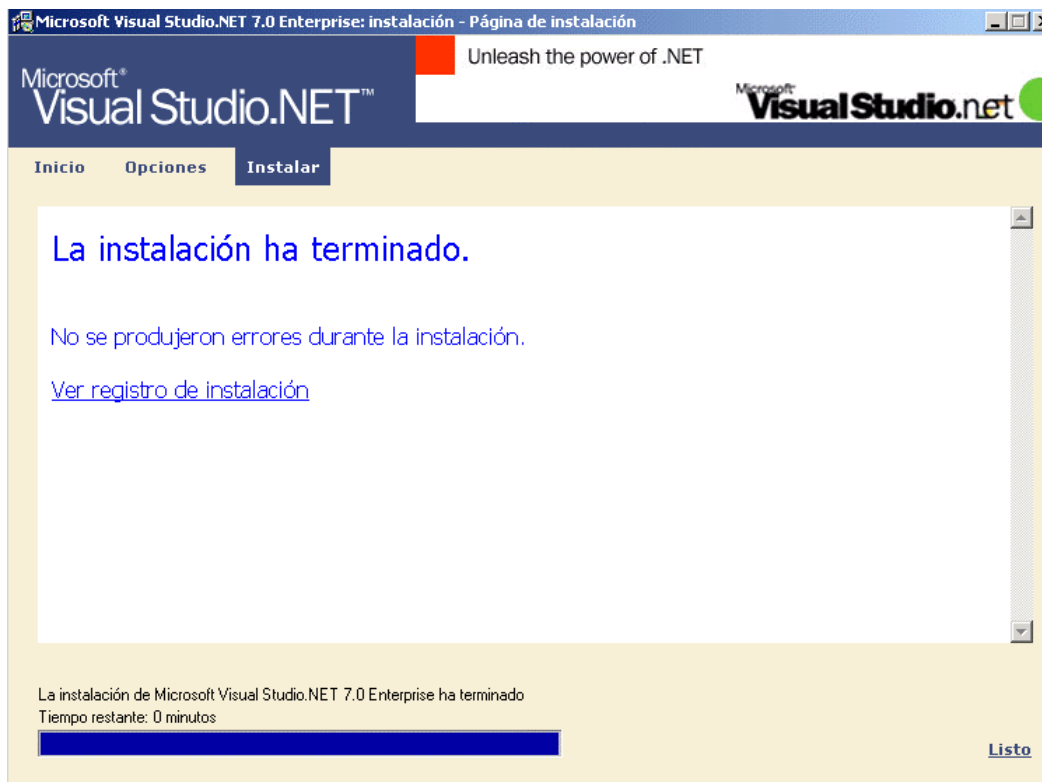 Microsoft Visual Studio.NET 7.0 Enterprise: instalación - Página de instalación
Unleash the power of .NET
Microsoft®
Visual Studio.NET™
Microsoft®
Visual Studio.net
Inicio Opciones Instalar
La instalación ha terminado.
No se produjeron errores durante la instalación.
Ver registro de instalación
La instalación de Microsoft Visual Studio.NET 7.0 Enterprise ha terminado
Tiempo restante: 0 minutos
Listo